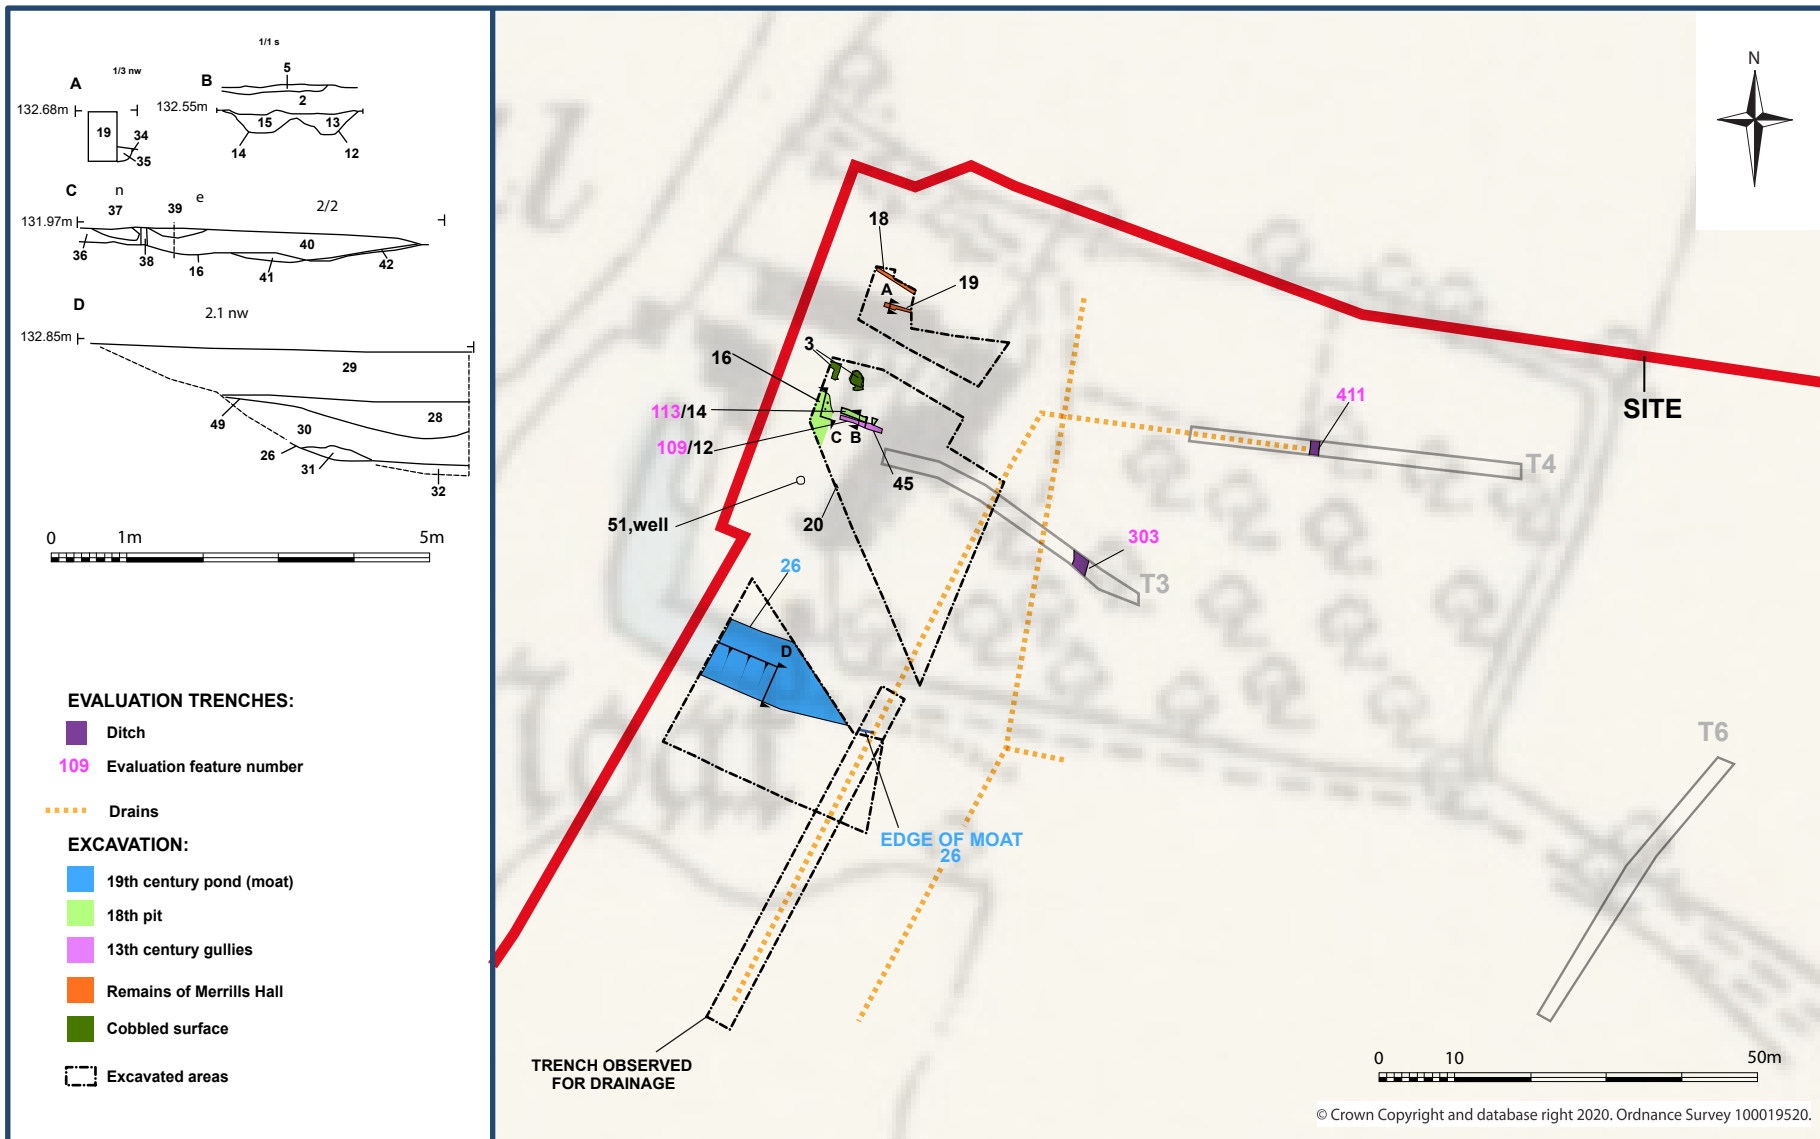 1/1 s
1/3 nw
A
B
5
2
132.68m
132.55m
19
34
35
15
13
14
12
C
n
e
2/2
37
39
131.97m
40
36
38
16
41
42
D
2.1 nw
132.85m
29
28
49
30
26
31
32
0
1m
5m
EVALUATION TRENCHES:
Ditch
109
Evaluation feature number
Drains
EXCAVATION:
19th century pond (moat)
18th pit
13th century gullies
Remains of Merrills Hall
Cobbled surface
Excavated areas
N
18
A
19
3
16
113/14
109/12
C
B
45
51,well
20
26
D
411
T4
SITE
303
T3
T6
EDGE OF MOAT
26
TRENCH OBSERVED
FOR DRAINAGE
0
10
50m
© Crown Copyright and database right 2020. Ordnance Survey 100019520.